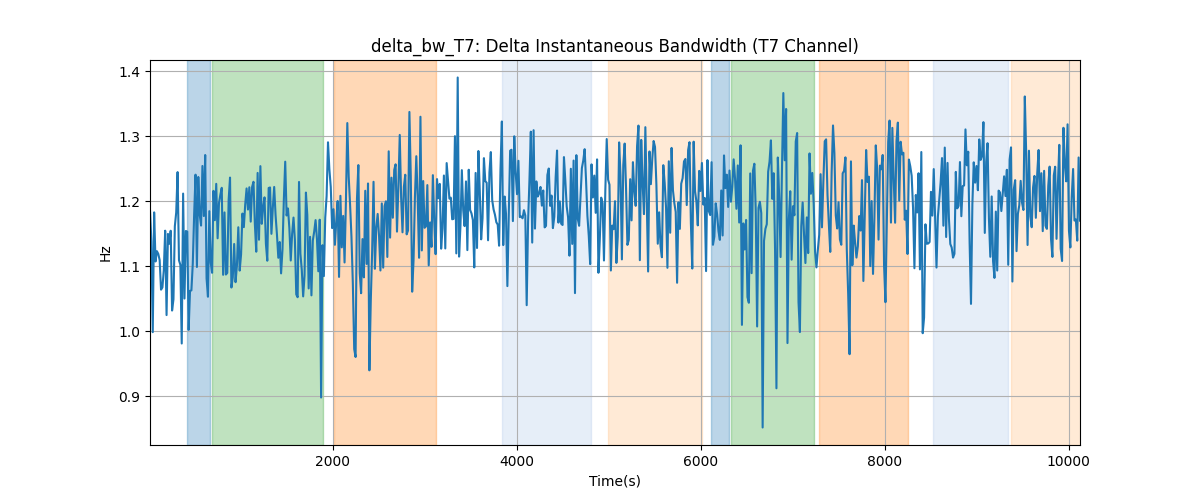 delta_bw_T7: Delta Instantaneous Bandwidth (T7 Channel)
1.4
1.3
1.2
1.1
1.0
0.9
Hz
2000 4000 6000 8000 10000
Time(s)